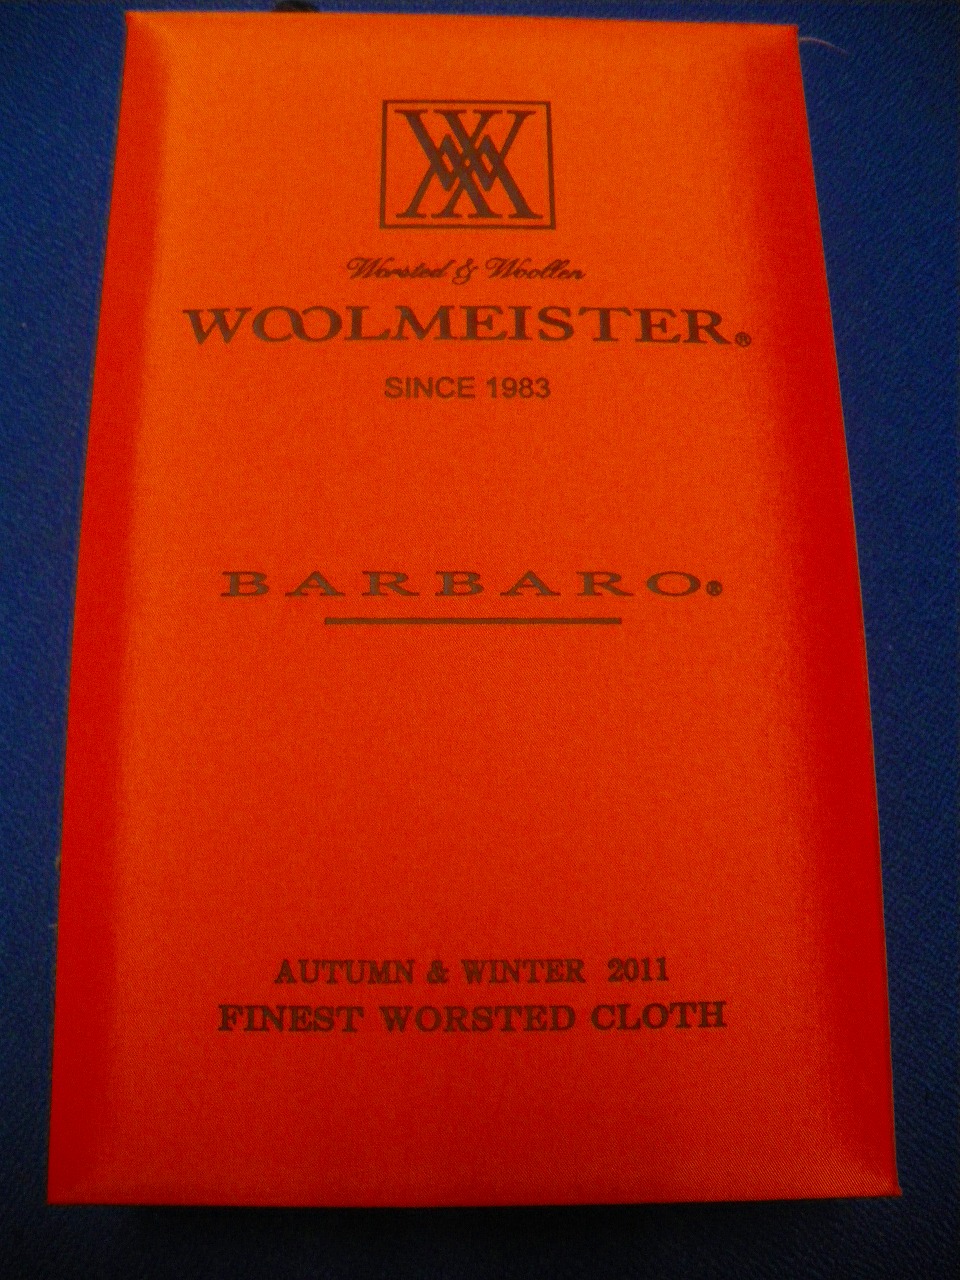 Worsted & Woollen
WOOLMEISTER®
SINCE 1983
BARBARO®
AUTUMN & WINTER 2011
FINEST WORSTED CLOTH